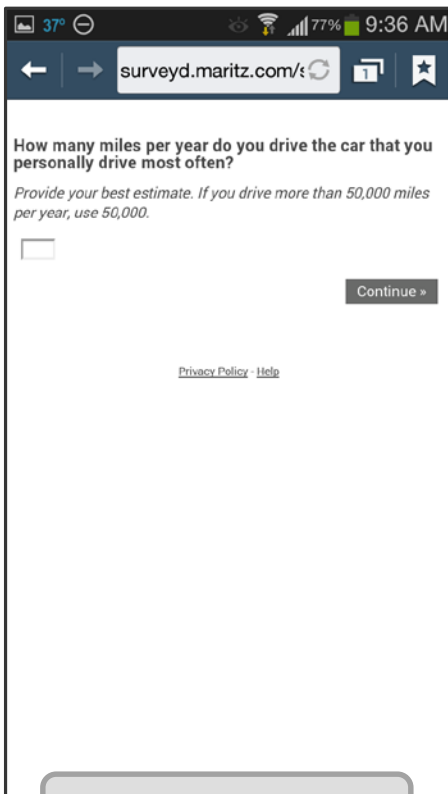 37° 77% 9:36 AM
surveyd.maritz.com/s 1
How many miles per year do you drive the car that you
personally drive most often?
Provide your best estimate. If you drive more than 50,000 miles
per year, use 50,000.
Continue »
Privacy Policy - Help